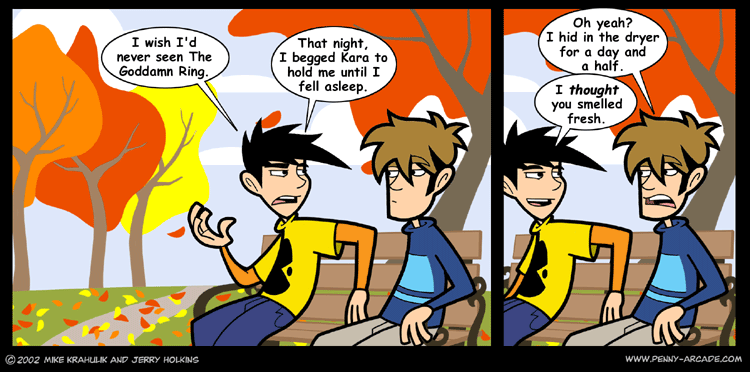 I wish I'd
never seen The
Goddamn Ring.
That night,
I begged Kara to
hold me until I
fell asleep.
Oh yeah?
I hid in the dryer
for a day and
a half.
I thought
you smelled
fresh.
©2002 MIKE KRAHULIK AND JERRY HOLKINS
WWW.PENNY-ARCADE.COM